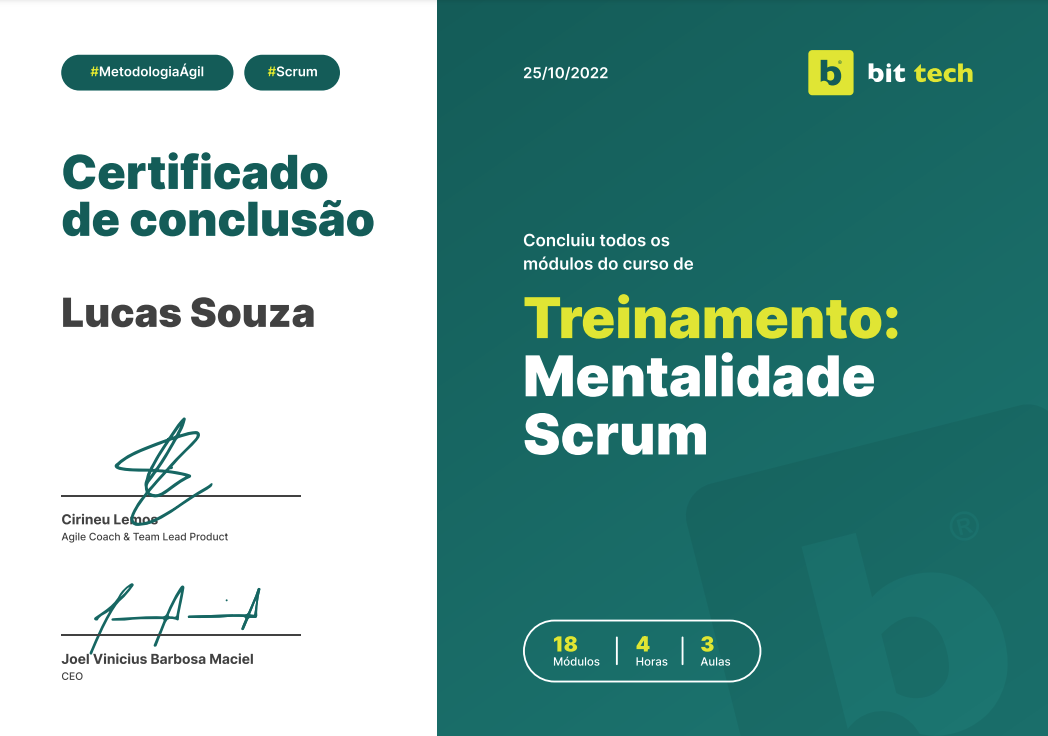 #MetodologiaÁgil
#Scrum
Certificado
de conclusão
Lucas Souza
Cirineu Lemos
Agile Coach & Team Lead Product
Joel Vinicius Barbosa Maciel
CEO
25/10/2022
b
bit tech
Concluiu todos os
módulos do curso de
Treinamento:
Mentalidade
Scrum
b®
18
Módulos
4
Horas
3
Aulas